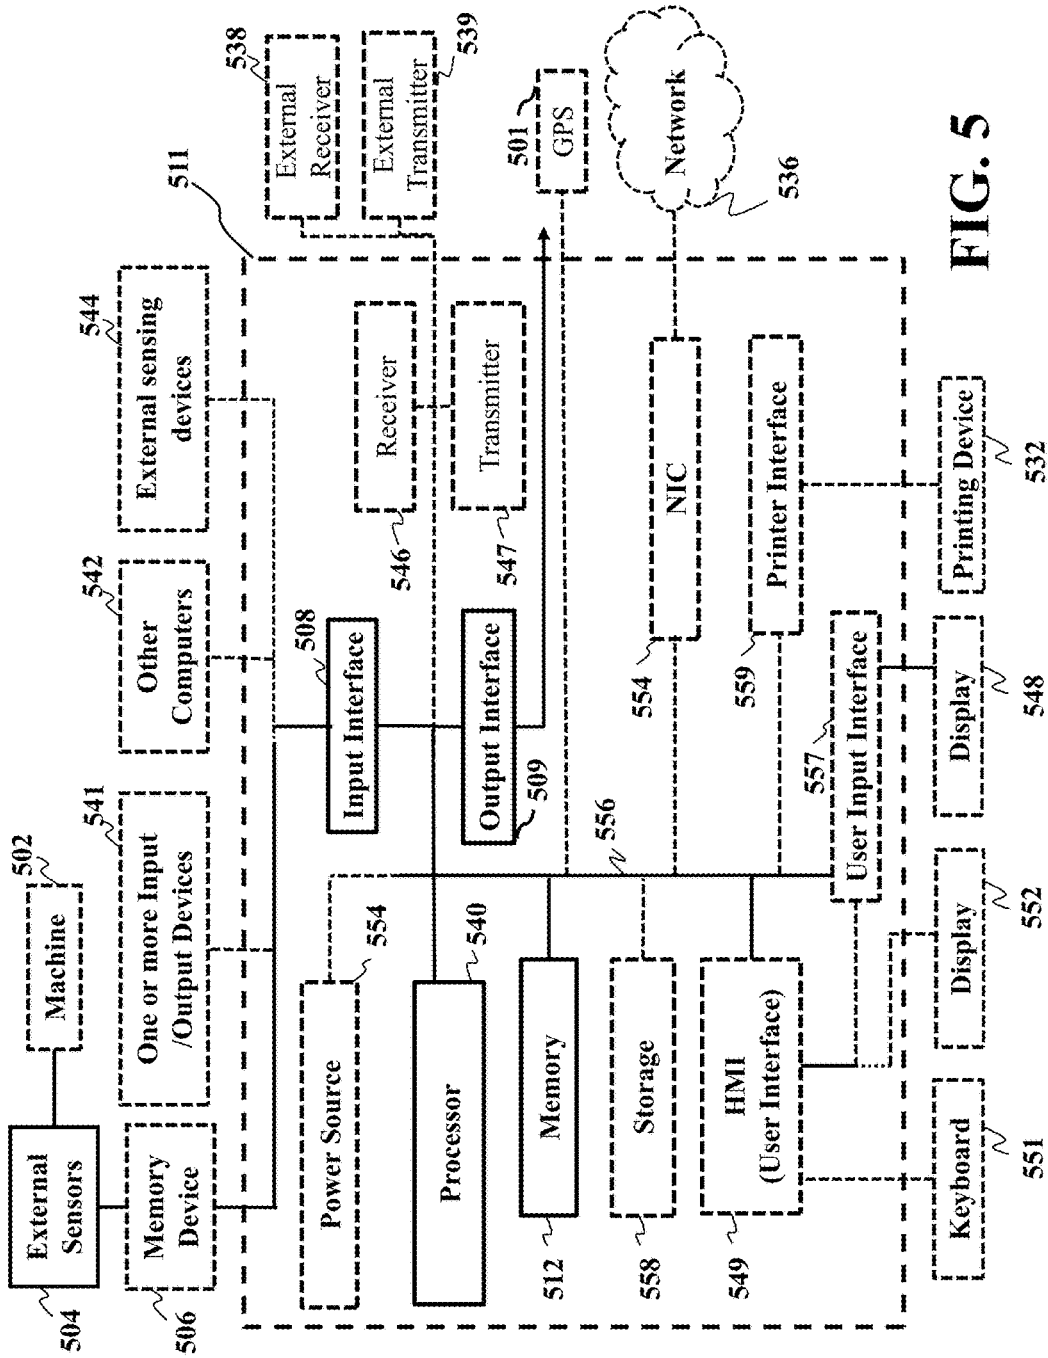 504
External
Sensors
502
Machine
506
Memory
Device
541
One or more Input
/Output Devices
542
Other
Computers
544
External sensing
devices
511
538
External
Receiver
External
Transmitter
539
508
Input Interface
Receiver
546
Power Source
554
Processor
540
Output Interface
509
Transmitter
547
501
GPS
Memory
512
556
Storage
558
NIC
554
Network
536
HMI
(User Interface)
549
Printer Interface
559
557
User Input Interface
Keyboard
551
Display
552
Display
548
Printing Device
532
FIG. 5